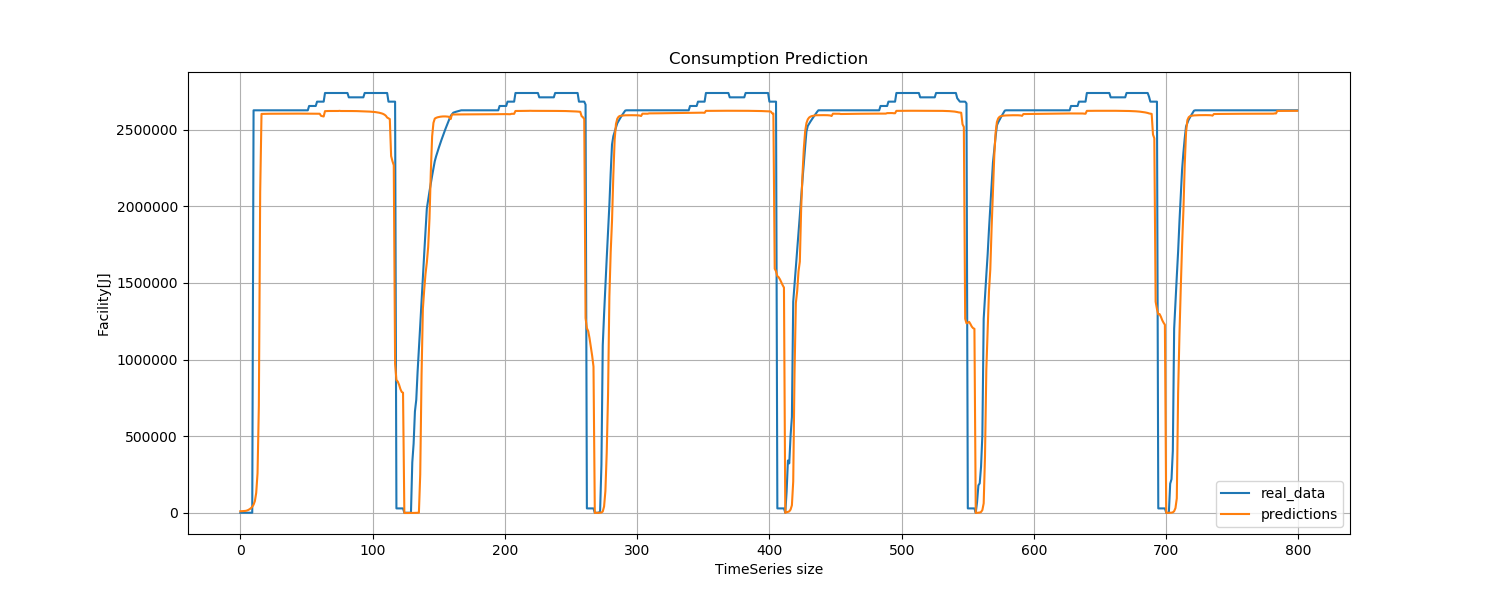 Consumption Prediction
Facility[J]
2500000
2000000
1500000
1000000
500000
0
0 100 200 300 400 500 600 700 800
TimeSeries size
real_data
predictions